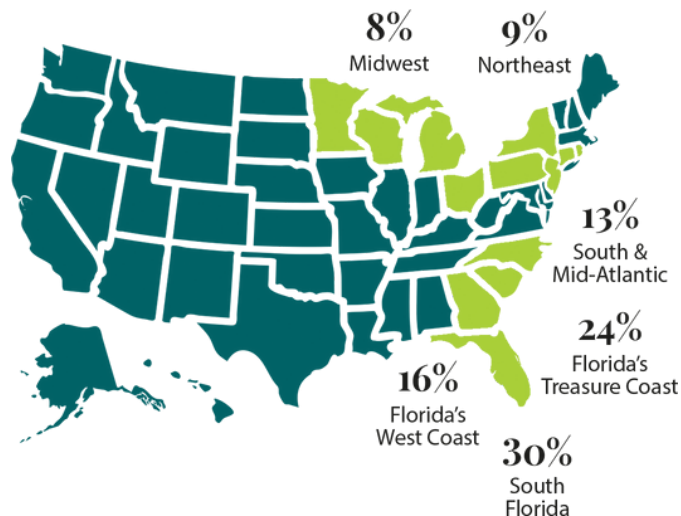 8%
Midwest
9%
Northeast
13%
South &
Mid-Atlantic
24%
Florida's
Treasure Coast
16%
Florida's
West Coast
30%
South
Florida